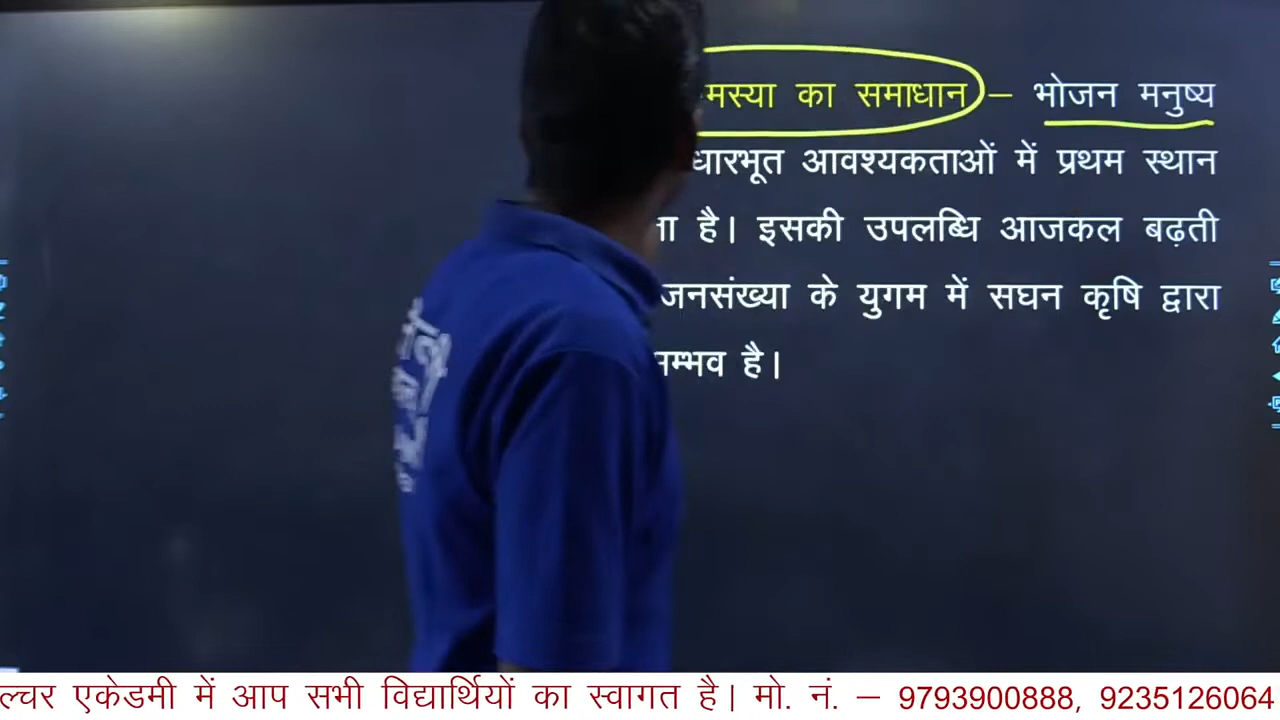 मस्या का समाधान – भोजन मनुष्य
धारभूत आवश्यकताओं में प्रथम स्थान
है। इसकी उपलब्धि आजकल बढ़ती
जनसंख्या के युगम में सघन कृषि द्वारा
म्भव है।
ल्चर एकेडमी में आप सभी विद्यार्थियों का स्वागत है। मो. नं. – 9793900888, 9235126064